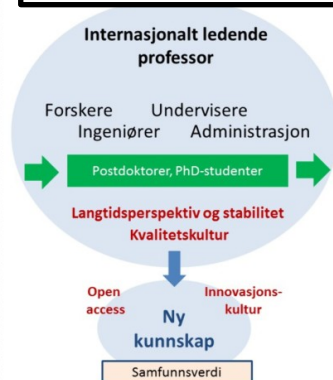 Internasjonalt ledende
professor
Forskere Undervisere
Ingeniører Administrasjon
Postdoktorer, PhD-studenter
Langtidsperspektiv og stabilitet
Kvalitetskultur
Open
access
Innovasjons-
kultur
Ny
kunnskap
Samfunnsverdi